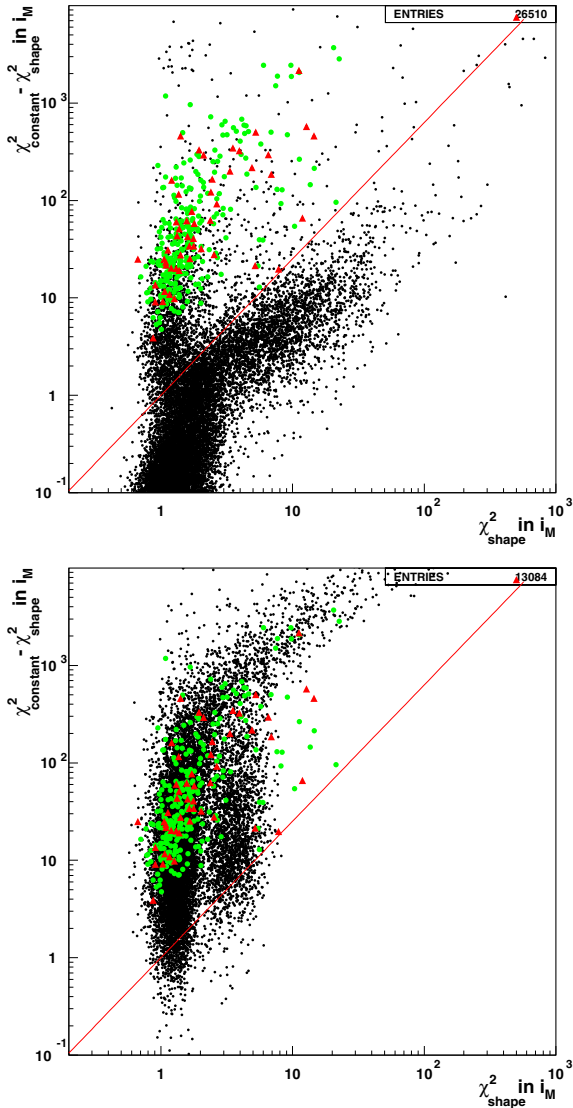 ENTRIES 26510
χ²constant - χ²shape in iM
10³
10²
10
1
10⁻¹
1 10 10² 10³
χ²shape in iM
ENTRIES 13084
χ²constant - χ²shape in iM
10³
10²
10
1
10⁻¹
1 10 10² 10³
χ²shape in iM